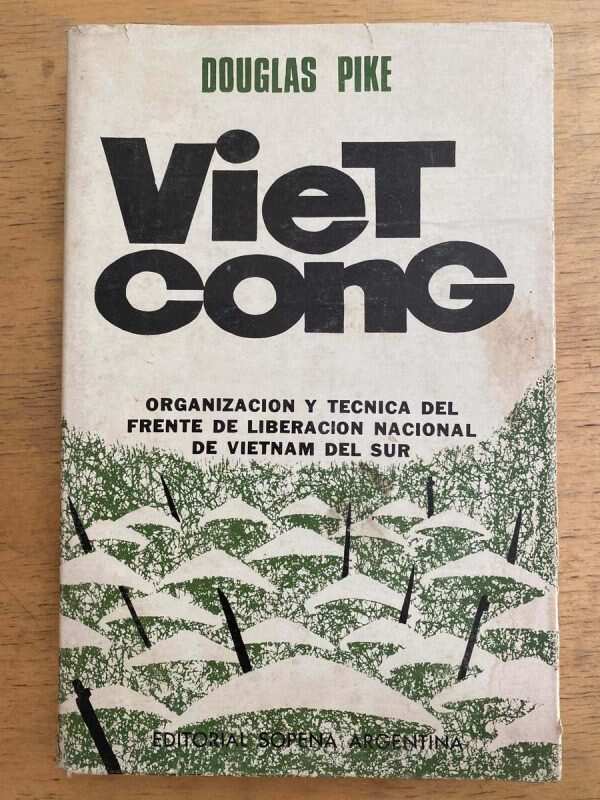 DOUGLAS PIKE
VieT
conG
ORGANIZACION Y TECNICA DEL
FRENTE DE LIBERACION NACIONAL
DE VIETNAM DEL SUR
EDITORIAL SOPENA ARGENTINA